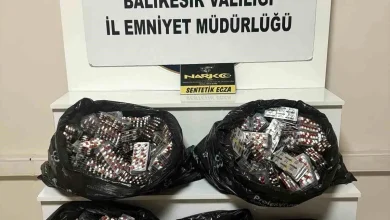 BALIKESİR VALİLİĞİ
İL EMNİYET MÜDÜRLÜĞÜ
NARKO
SENTETİK ECZA